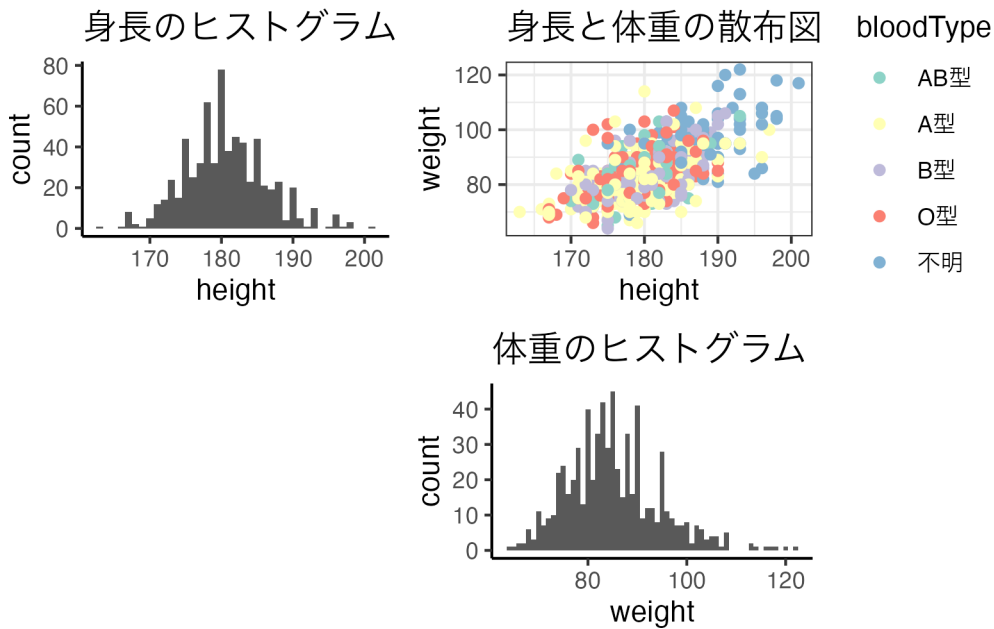 身長のヒストグラム
count
80
60
40
20
0
170 180 190 200
height
身長と体重の散布図
weight
120
100
80
170 180 190 200
height
bloodType
AB型
A型
B型
O型
不明
体重のヒストグラム
count
40
30
20
10
0
80 100 120
weight